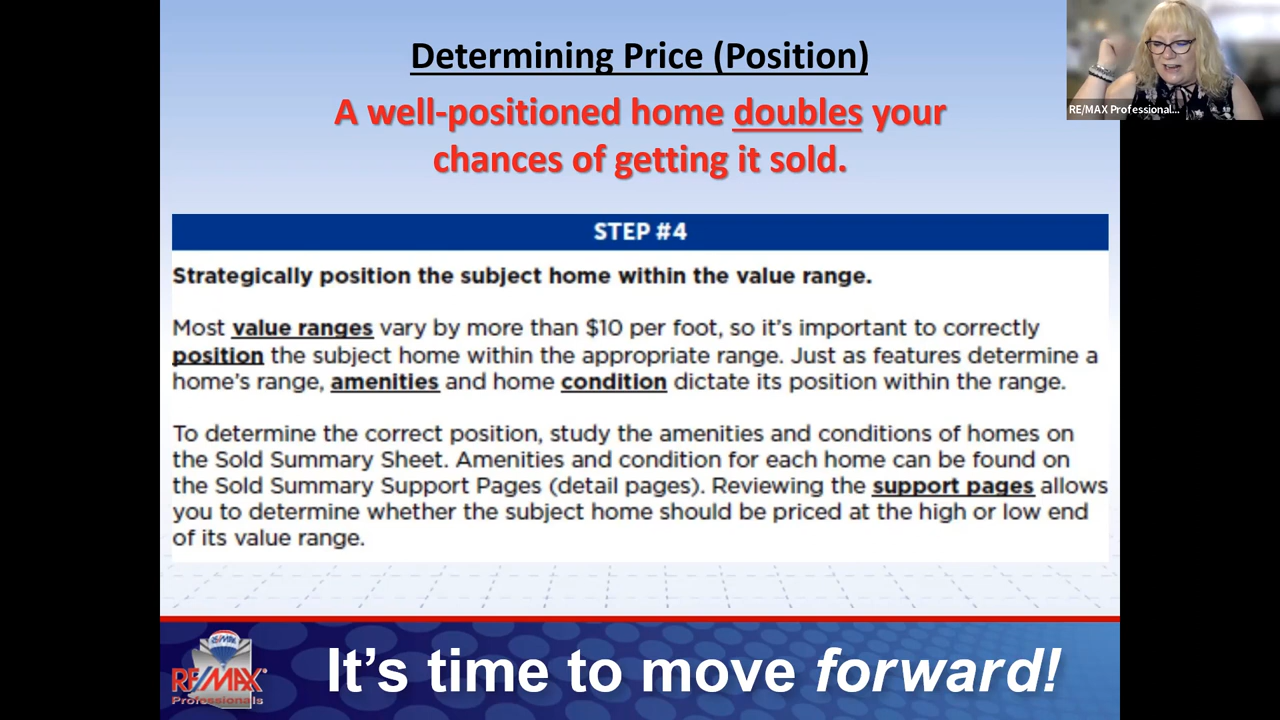 Determining Price (Position)
A well-positioned home doubles your
chances of getting it sold.
RE/MAX Professional...
STEP #4
Strategically position the subject home within the value range.
Most value ranges vary by more than $10 per foot, so it's important to correctly
position the subject home within the appropriate range. Just as features determine a
home's range, amenities and home condition dictate its position within the range.
To determine the correct position, study the amenities and conditions of homes on
the Sold Summary Sheet. Amenities and condition for each home can be found on
the Sold Summary Support Pages (detail pages). Reviewing the support pages allows
you to determine whether the subject home should be priced at the high or low end
of its value range.
RE/MAX
RE/MAX
Professionals
It's time to move forward!